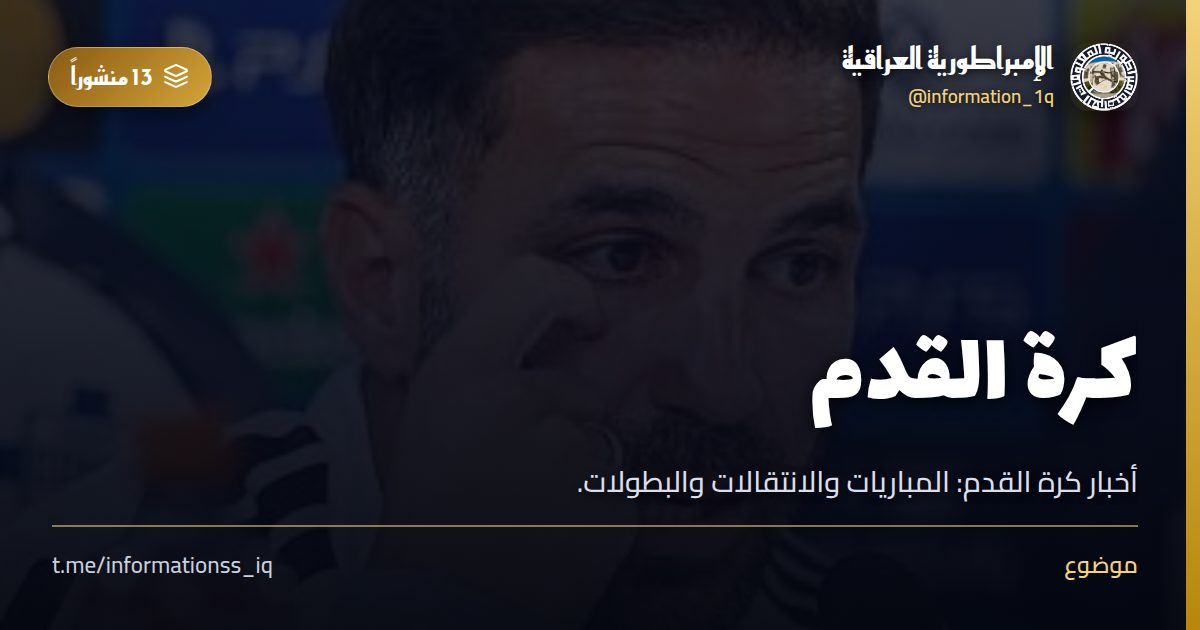 الإمبراطورية العراقية
@information_1q
13 منشوراً
كرة القدم
أخبار كرة القدم: المباريات والانتقالات والبطولات.
موضوع
t.me/informationss_iq